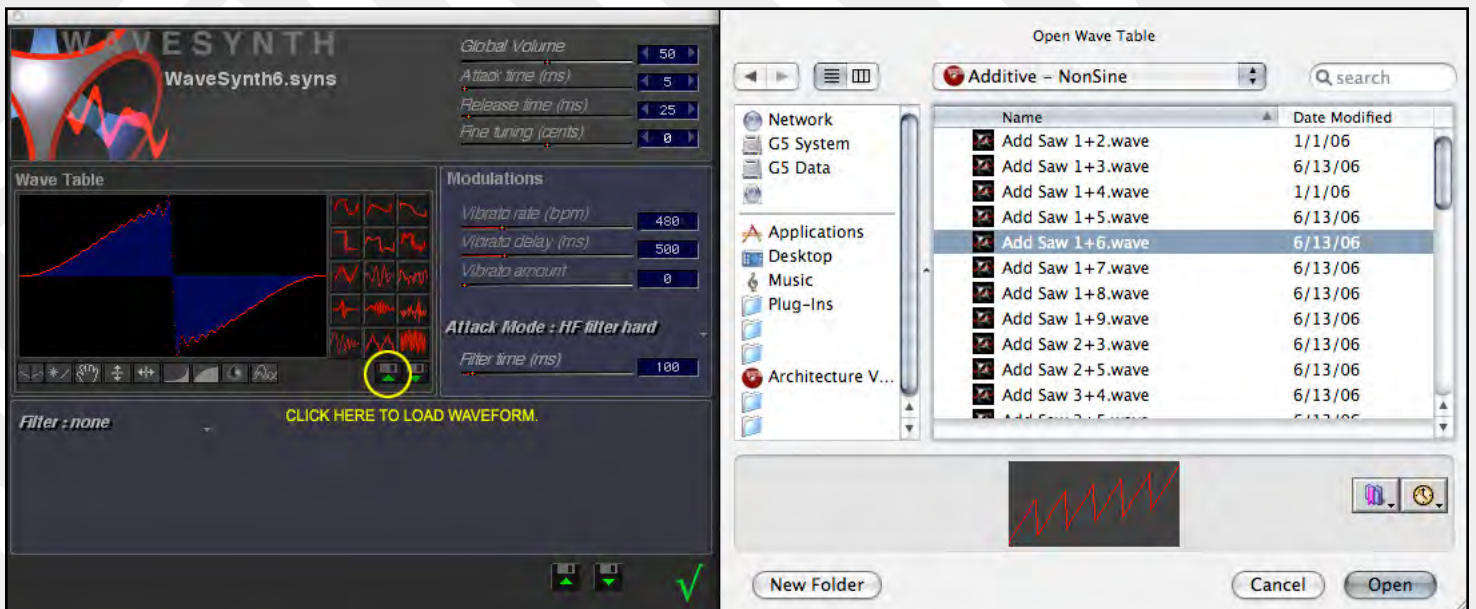 WAVESYNTH
WaveSynth6.syns
Global Volume 50
Attack time (ms) 5
Release time (ms) 25
Fine tuning (cents) 0
Wave Table
Modulations
Vibrato rate (bpm) 480
Vibrato delay (ms) 500
Vibrato amount 0
Attack Mode : HF filter hard
Filter time (ms) 100
CLICK HERE TO LOAD WAVEFORM.
Filter : none
Open Wave Table
Additive – NonSine
search
Network
G5 System
G5 Data
Applications
Desktop
Music
Plug-Ins
Architecture V...
Name Date Modified
Add Saw 1+2.wave 1/1/06
Add Saw 1+3.wave 6/13/06
Add Saw 1+4.wave 1/1/06
Add Saw 1+5.wave 6/13/06
Add Saw 1+6.wave 6/13/06
Add Saw 1+7.wave 6/13/06
Add Saw 1+8.wave 6/13/06
Add Saw 1+9.wave 6/13/06
Add Saw 2+3.wave 6/13/06
Add Saw 2+5.wave 6/13/06
Add Saw 3+4.wave 6/13/06
New Folder
Cancel
Open